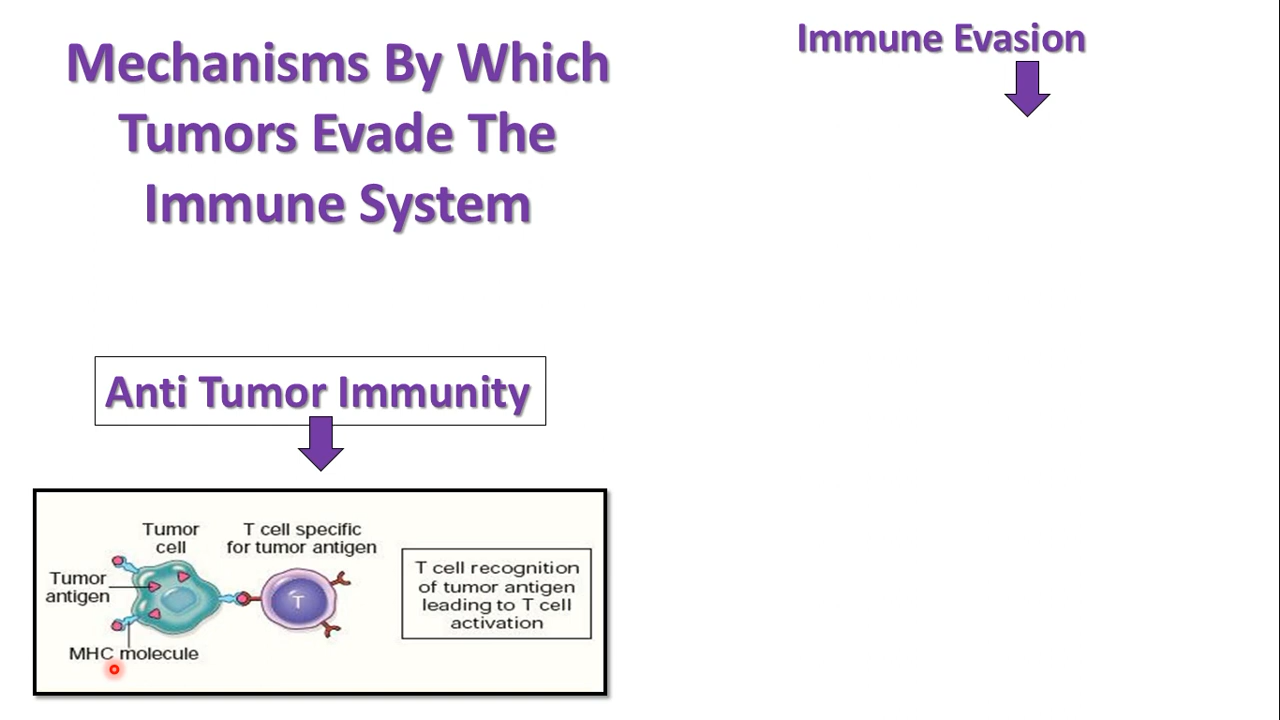 Mechanisms By Which
Tumors Evade The
Immune System
Immune Evasion
Anti Tumor Immunity
Tumor
cell
T cell specific
for tumor antigen
Tumor
antigen
T
MHC molecule
T cell recognition
of tumor antigen
leading to T cell
activation